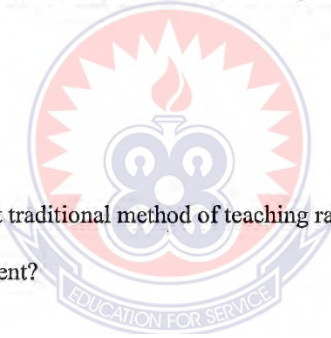 t traditional method of teaching ra
ent?
EDUCATION FOR SERVICE